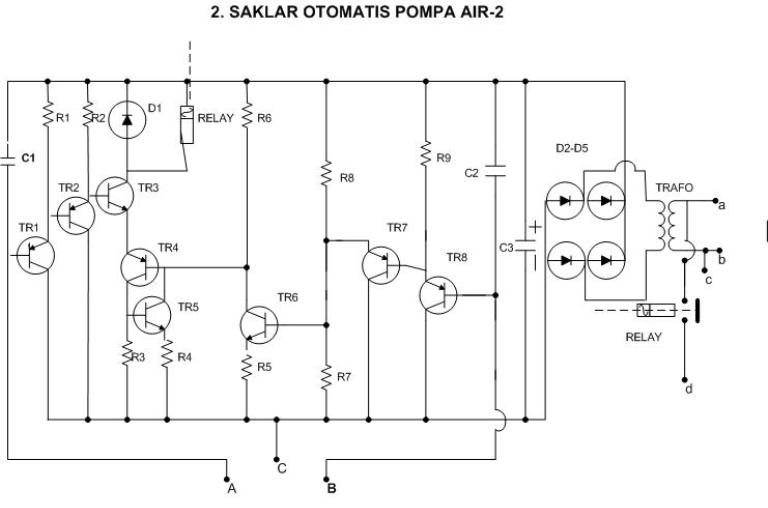 2. SAKLAR OTOMATIS POMPA AIR-2
R1
R2
D1
RELAY
R6
C1
R8
R9
C2
D2-D5
TR2
TR3
TRAFO
a
TR1
TR4
TR7
TR8
C3
b
c
TR5
TR6
RELAY
R3
R4
R5
R7
d
C
A
B